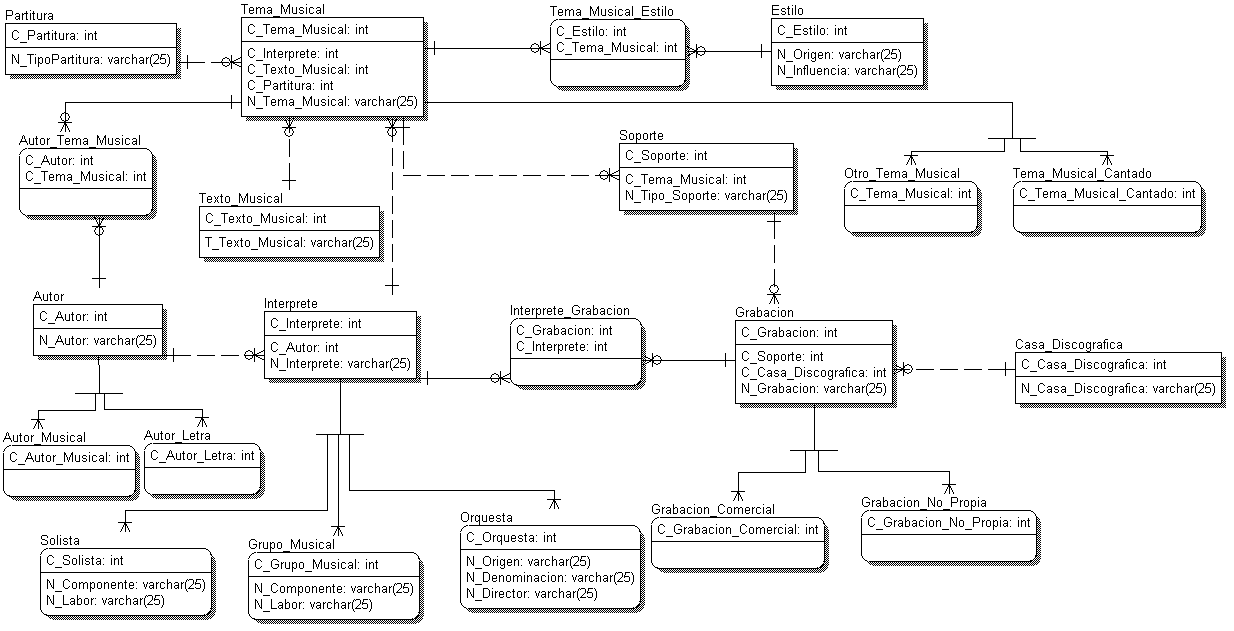 Partitura
C_Partitura: int
N_TipoPartitura: varchar(25)
Tema_Musical
C_Tema_Musical: int
C_Interprete: int
C_Texto_Musical: int
C_Partitura: int
N_Tema_Musical: varchar(25)
Tema_Musical_Estilo
C_Estilo: int
C_Tema_Musical: int
Estilo
C_Estilo: int
N_Origen: varchar(25)
N_Influencia: varchar(25)
Autor_Tema_Musical
C_Autor: int
C_Tema_Musical: int
Texto_Musical
C_Texto_Musical: int
T_Texto_Musical: varchar(25)
Soporte
C_Soporte: int
C_Tema_Musical: int
N_Tipo_Soporte: varchar(25)
Otro_Tema_Musical
C_Tema_Musical: int
Tema_Musical_Cantado
C_Tema_Musical_Cantado: int
Autor
C_Autor: int
N_Autor: varchar(25)
Interprete
C_Interprete: int
C_Autor: int
N_Interprete: varchar(25)
Interprete_Grabacion
C_Grabacion: int
C_Interprete: int
Grabacion
C_Grabacion: int
C_Soporte: int
C_Casa_Discografica: int
N_Grabacion: varchar(25)
Casa_Discografica
C_Casa_Discografica: int
N_Casa_Discografica: varchar(25)
Autor_Musical
C_Autor_Musical: int
Autor_Letra
C_Autor_Letra: int
Solista
C_Solista: int
N_Componente: varchar(25)
N_Labor: varchar(25)
Grupo_Musical
C_Grupo_Musical: int
N_Componente: varchar(25)
N_Labor: varchar(25)
Orquesta
C_Orquesta: int
N_Origen: varchar(25)
N_Denominacion: varchar(25)
N_Director: varchar(25)
Grabacion_Comercial
C_Grabacion_Comercial: int
Grabacion_No_Propia
C_Grabacion_No_Propia: int